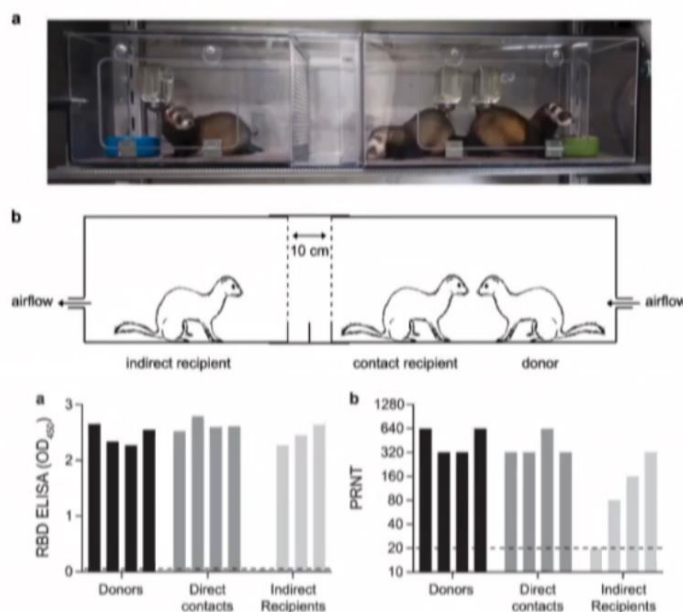 a
b
10 cm
airflow
airflow
indirect recipient
contact recipient
donor
a
RBD ELISA (OD450)
3
2
1
0
Donors
Direct
contacts
Indirect
Recipients
b
PRNT
1280
640
320
160
80
40
20
10
Donors
Direct
contacts
Indirect
Recipients